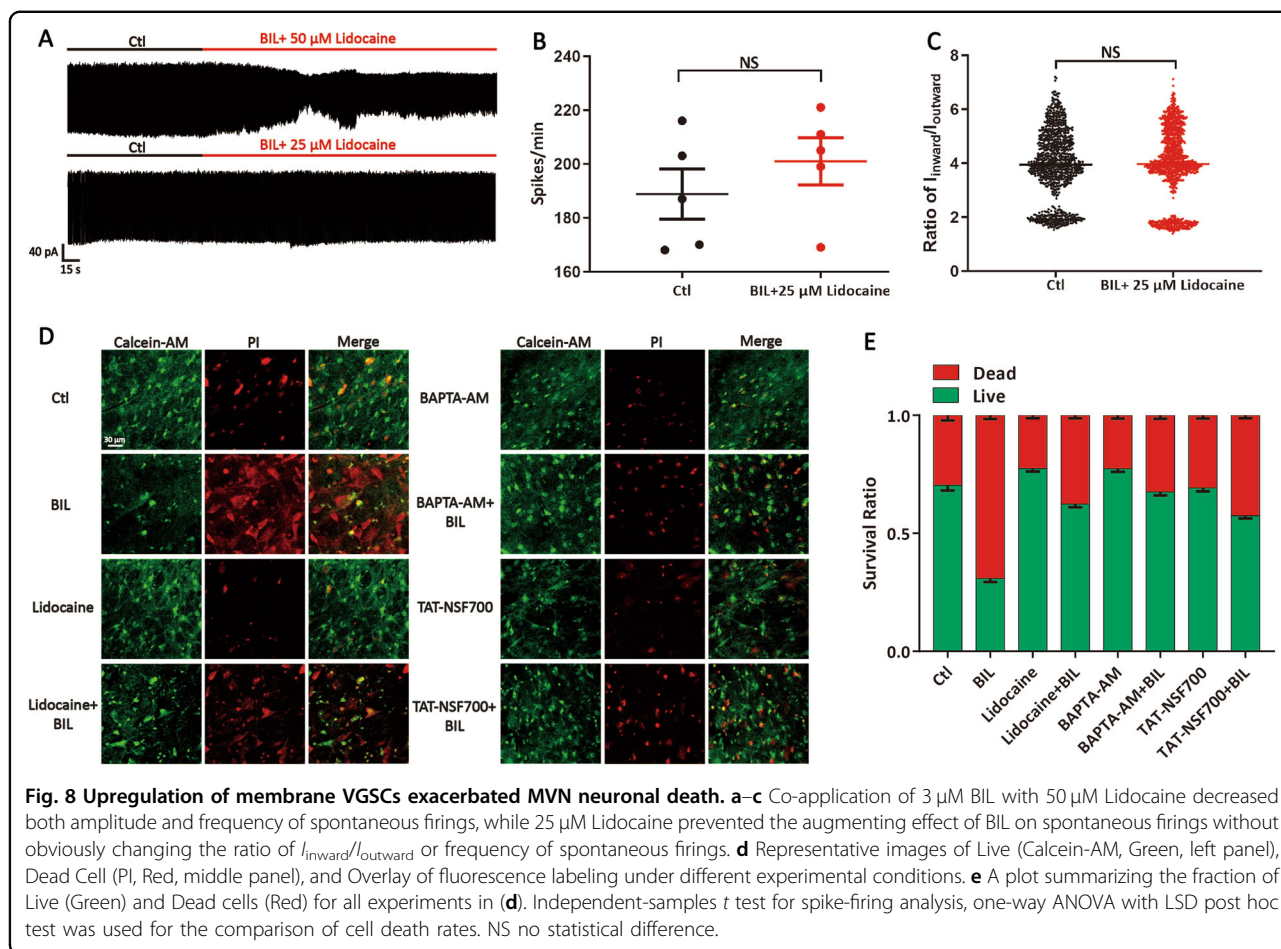 A
Ctl
BIL+ 50 µM Lidocaine
Ctl
BIL+ 25 µM Lidocaine
40 pA
15 s
B
NS
Spikes/min
240
220
200
180
160
Ctl
BIL+25 µM Lidocaine
C
NS
Ratio of Iinward/Ioutward
8
6
4
2
0
Ctl
BIL+ 25 µM Lidocaine
D
Calcein-AM
PI
Merge
Ctl
30 µm
BIL
Lidocaine
Lidocaine+
BIL
Calcein-AM
PI
Merge
BAPTA-AM
BAPTA-AM+
BIL
TAT-NSF700
TAT-NSF700+
BIL
E
Dead
Live
Survival Ratio
1.0
0.5
0.0
Ctl
BIL
Lidocaine
Lidocaine+BIL
BAPTA-AM
BAPTA-AM+BIL
TAT-NSF700
TAT-NSF700+BIL
Fig. 8 Upregulation of membrane VGSCs exacerbated MVN neuronal death. a–c Co-application of 3 µM BIL with 50 µM Lidocaine decreased
both amplitude and frequency of spontaneous firings, while 25 µM Lidocaine prevented the augmenting effect of BIL on spontaneous firings without
obviously changing the ratio of Iinward/Ioutward or frequency of spontaneous firings. d Representative images of Live (Calcein-AM, Green, left panel),
Dead Cell (PI, Red, middle panel), and Overlay of fluorescence labeling under different experimental conditions. e A plot summarizing the fraction of
Live (Green) and Dead cells (Red) for all experiments in (d). Independent-samples t test for spike-firing analysis, one-way ANOVA with LSD post hoc
test was used for the comparison of cell death rates. NS no statistical difference.